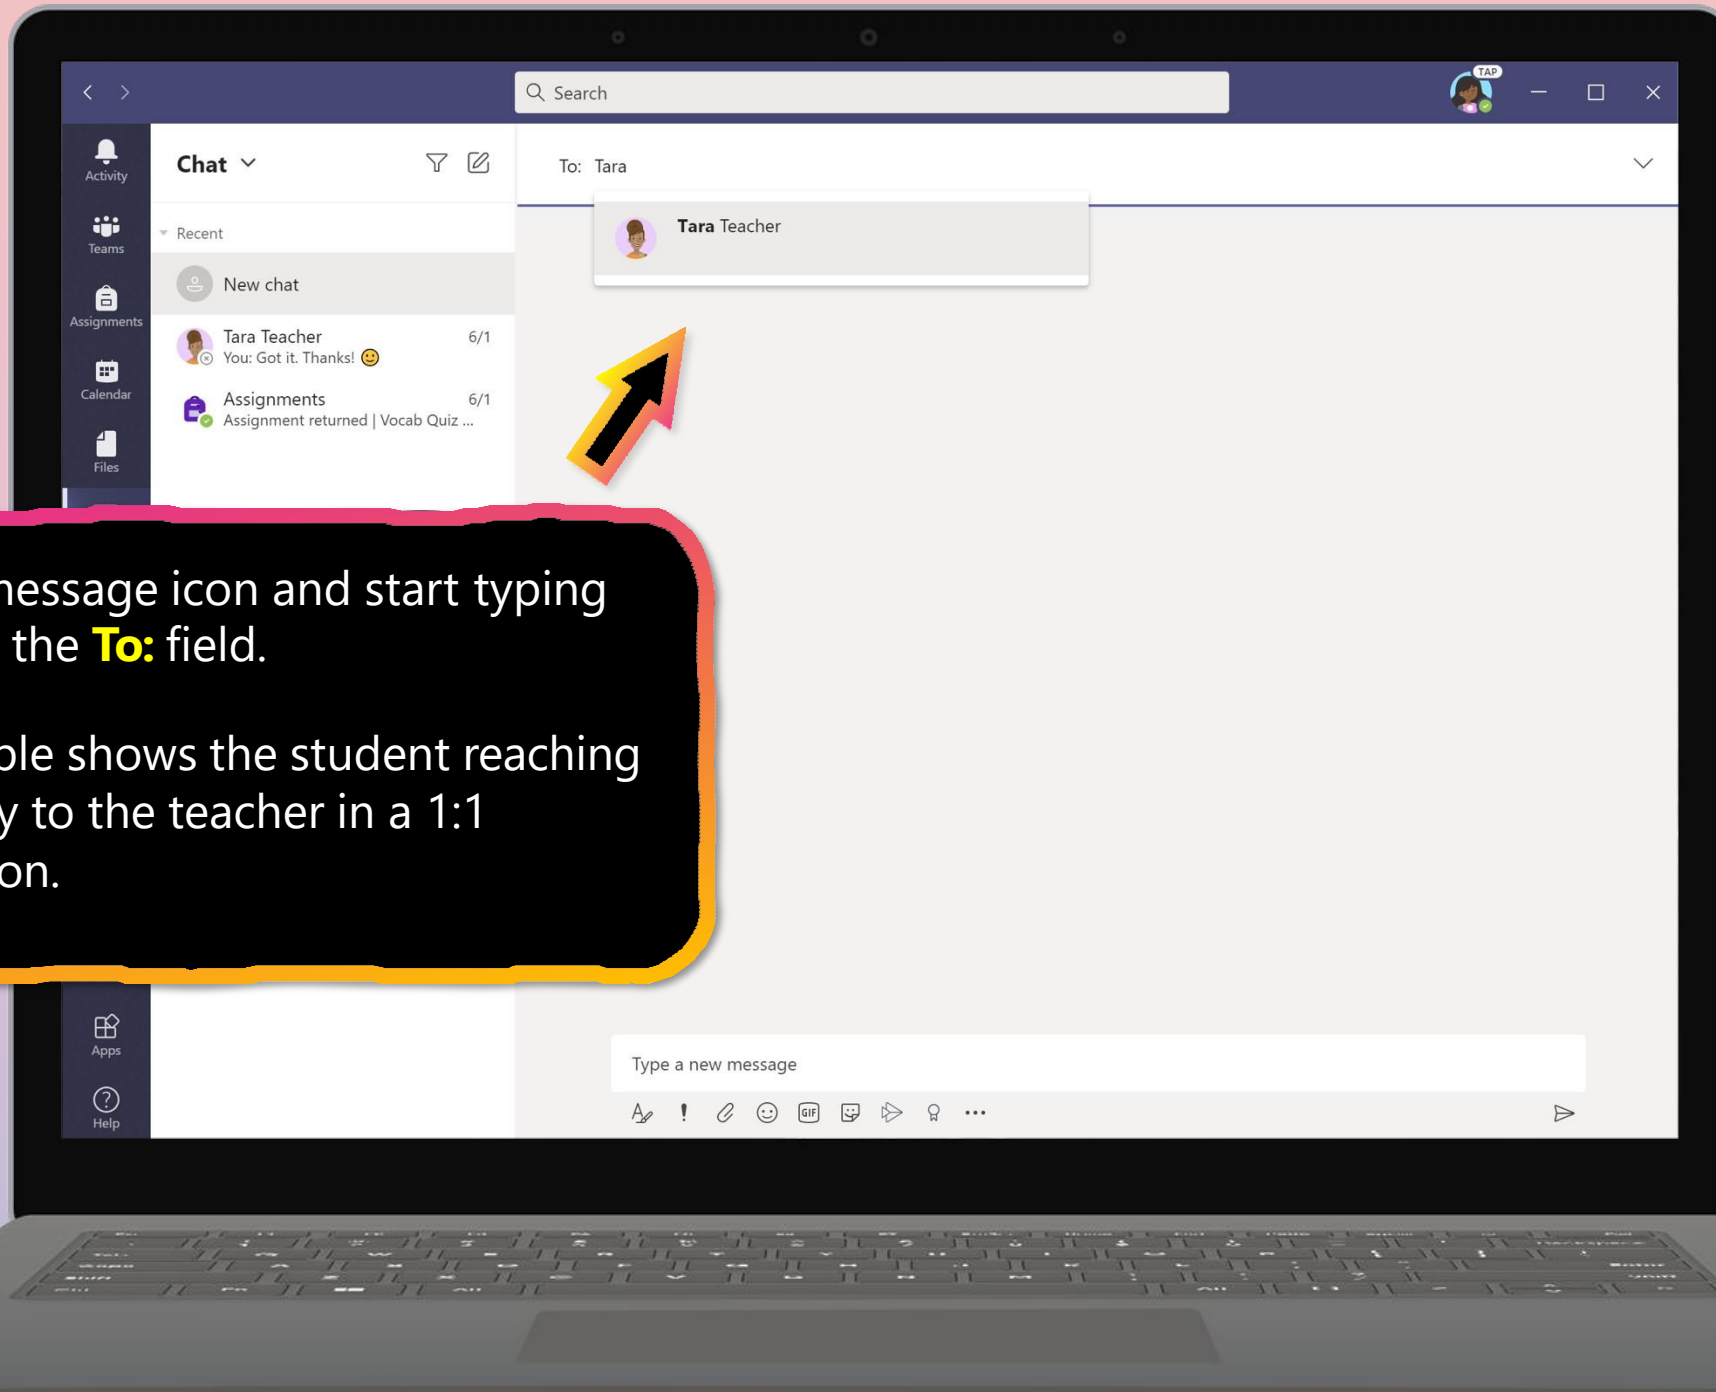 Search
TAP
Activity
Chat
To: Tara
Tara Teacher
Teams
Recent
New chat
Assignments
Tara Teacher 6/1
You: Got it. Thanks!
Calendar
Assignments 6/1
Assignment returned | Vocab Quiz ...
Files
message icon and start typing
the To: field.
ble shows the student reaching
y to the teacher in a 1:1
on.
Apps
Type a new message
GIF
Help